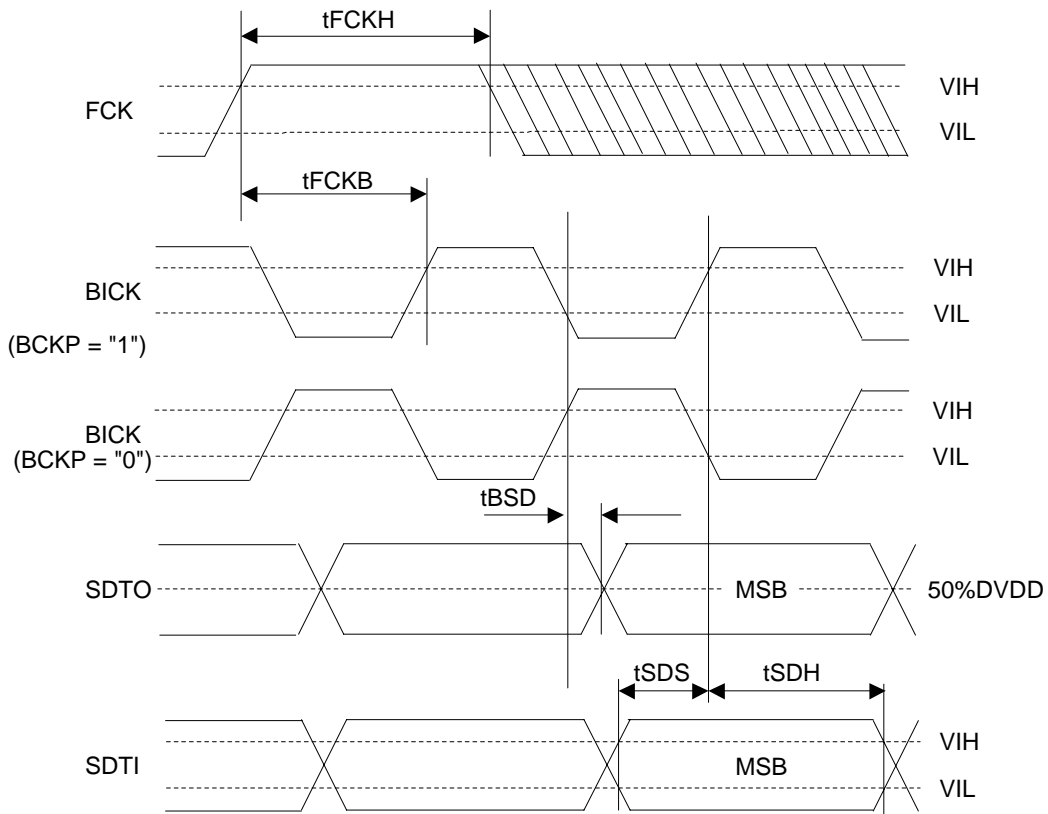 tFCKH
VIH
FCK
VIL
tFCKB
VIH
BICK
VIL
(BCKP = "1")
VIH
BICK
(BCKP = "0")
VIL
tBSD
SDTO
MSB
50%DVDD
tSDS
tSDH
VIH
SDTI
MSB
VIL